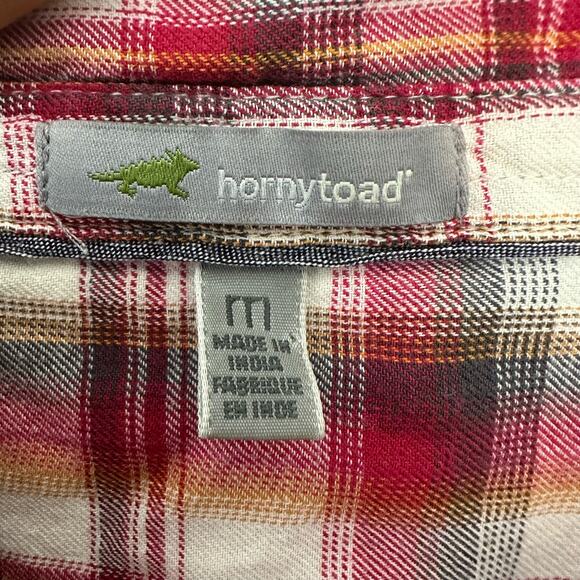 hornytoad®
m
MADE IN
INDIA
FABRIQUE
EN INDE